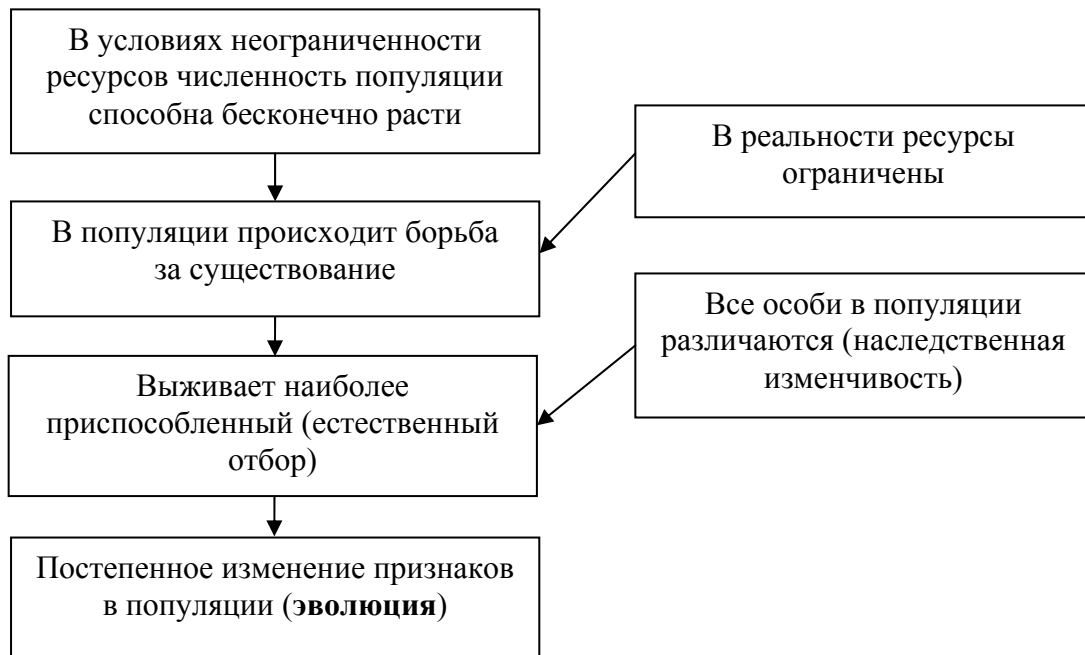 В условиях неограниченности
ресурсов численность популяции
способна бесконечно расти
В реальности ресурсы
ограничены
В популяции происходит борьба
за существование
Все особи в популяции
различаются (наследственная
изменчивость)
Выживает наиболее
приспособленный (естественный
отбор)
Постепенное изменение признаков
в популяции (эволюция)